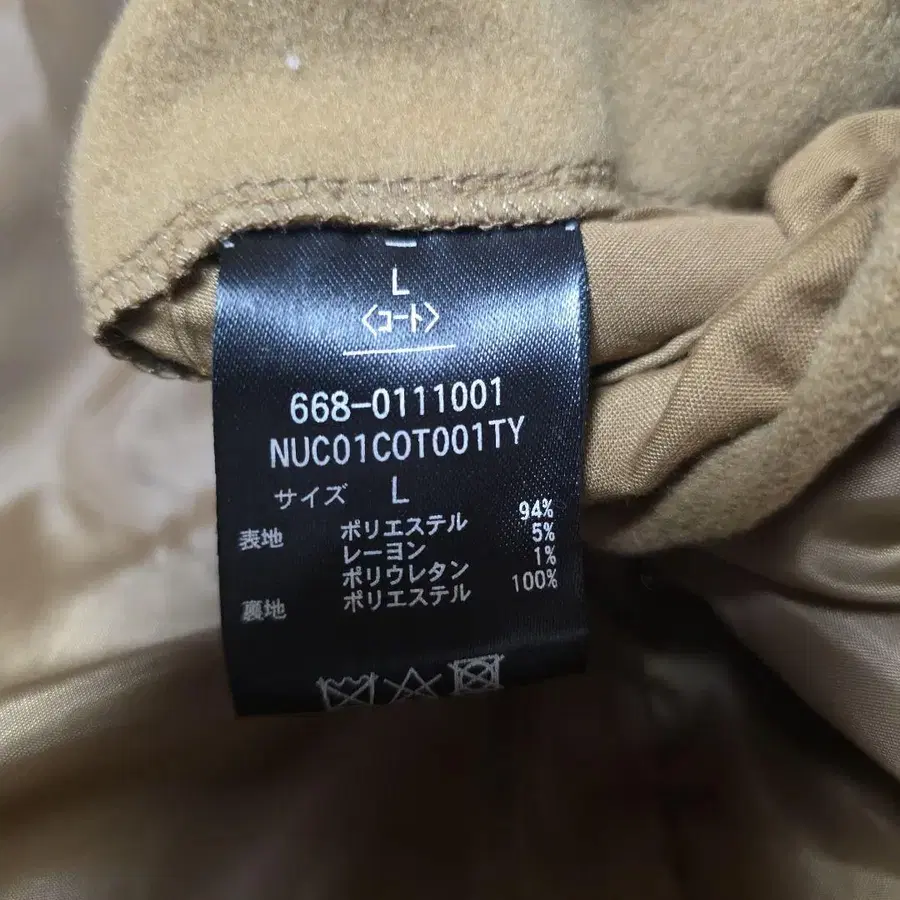 L
〈コート〉
668-0111001
NUC01COT001TY
サイズ L
表地 ポリエステル 94%
レーヨン 5%
ポリウレタン 1%
裏地 ポリエステル 100%